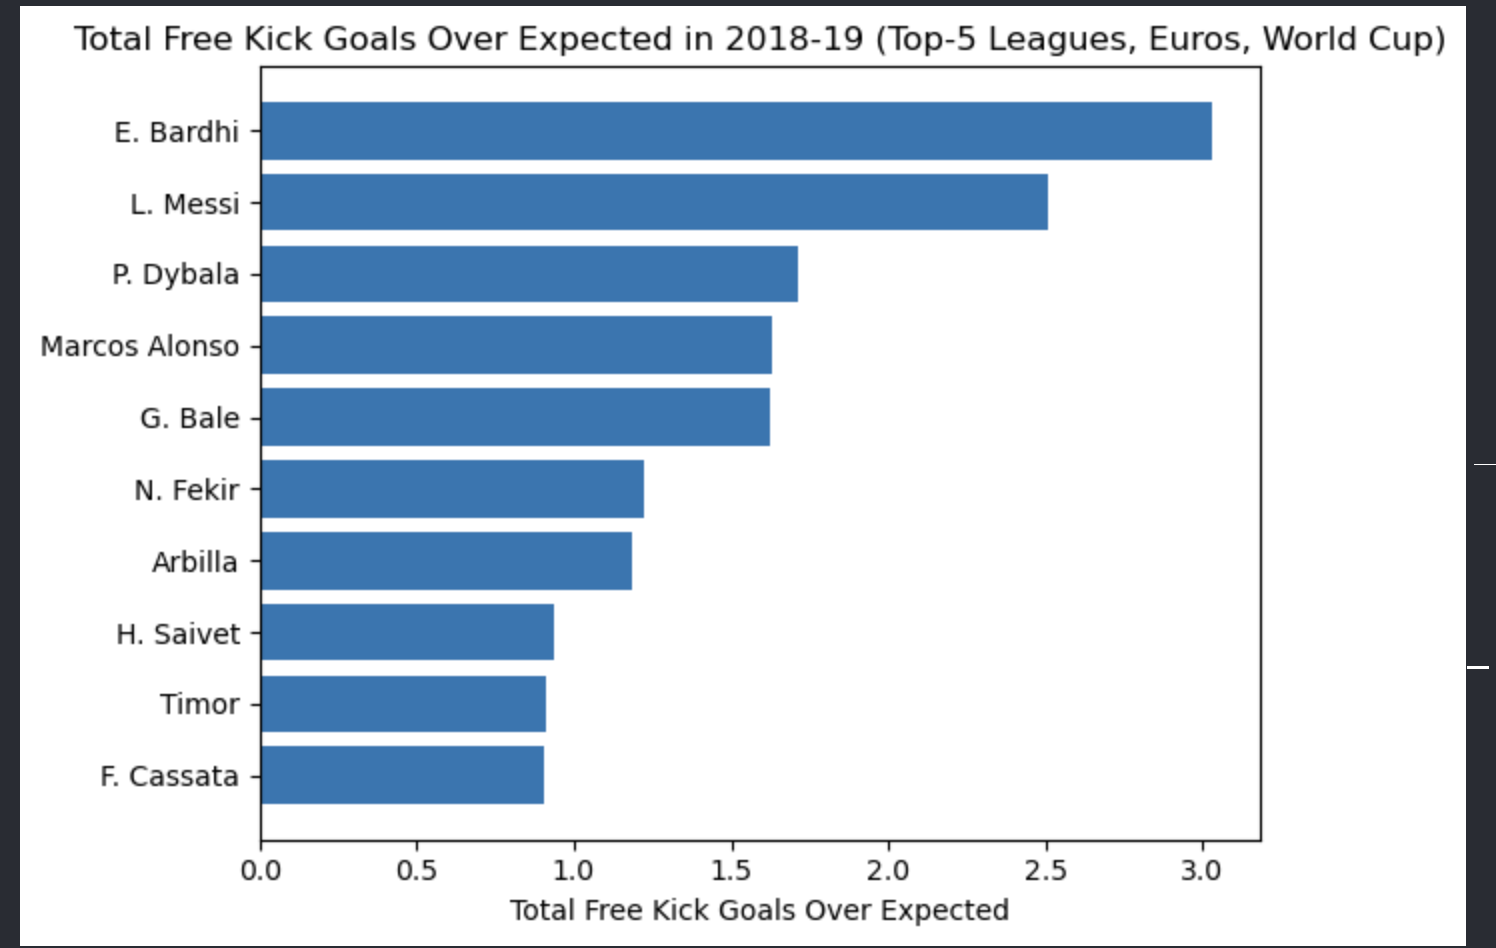 Total Free Kick Goals Over Expected in 2018-19 (Top-5 Leagues, Euros, World Cup)
E. Bardhi
L. Messi
P. Dybala
Marcos Alonso
G. Bale
N. Fekir
Arbilla
H. Saivet
Timor
F. Cassata
0.0 0.5 1.0 1.5 2.0 2.5 3.0
Total Free Kick Goals Over Expected